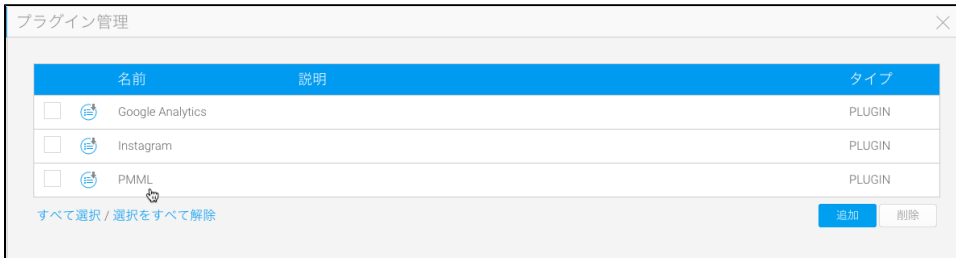 プラグイン管理
名前 説明 タイプ
Google Analytics PLUGIN
Instagram PLUGIN
PMML PLUGIN
すべて選択 / 選択をすべて解除 追加 削除